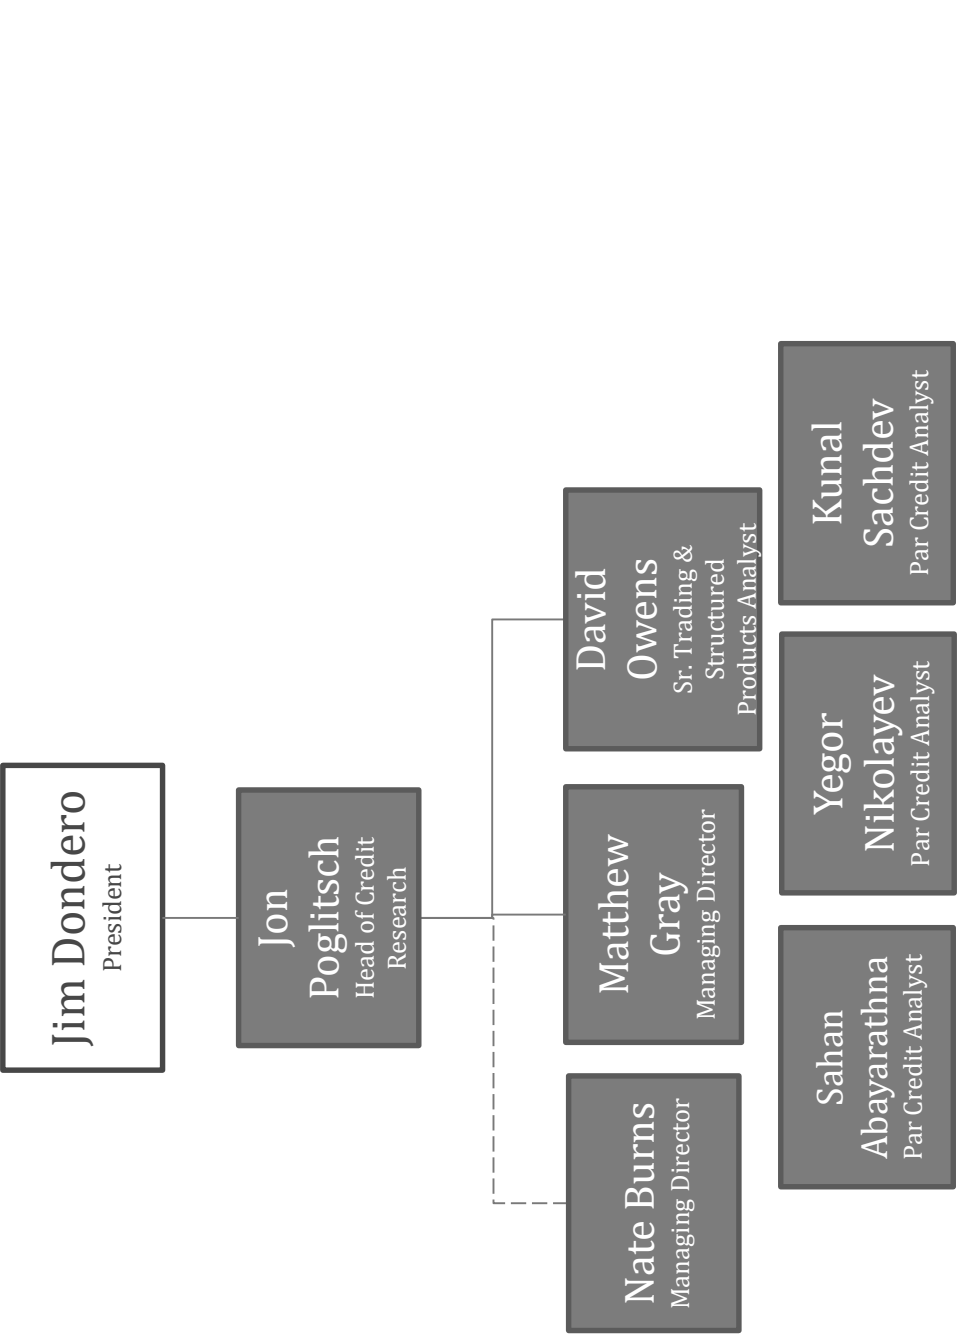 Jim Dondero
President
Jon
Poglitsch
Head of Credit
Research
Nate Burns
Managing Director
Matthew
Gray
Managing Director
David
Owens
Sr. Trading &
Structured
Products Analyst
Sahan
Abayarathna
Par Credit Analyst
Yegor
Nikolayev
Par Credit Analyst
Kunal
Sachdev
Par Credit Analyst